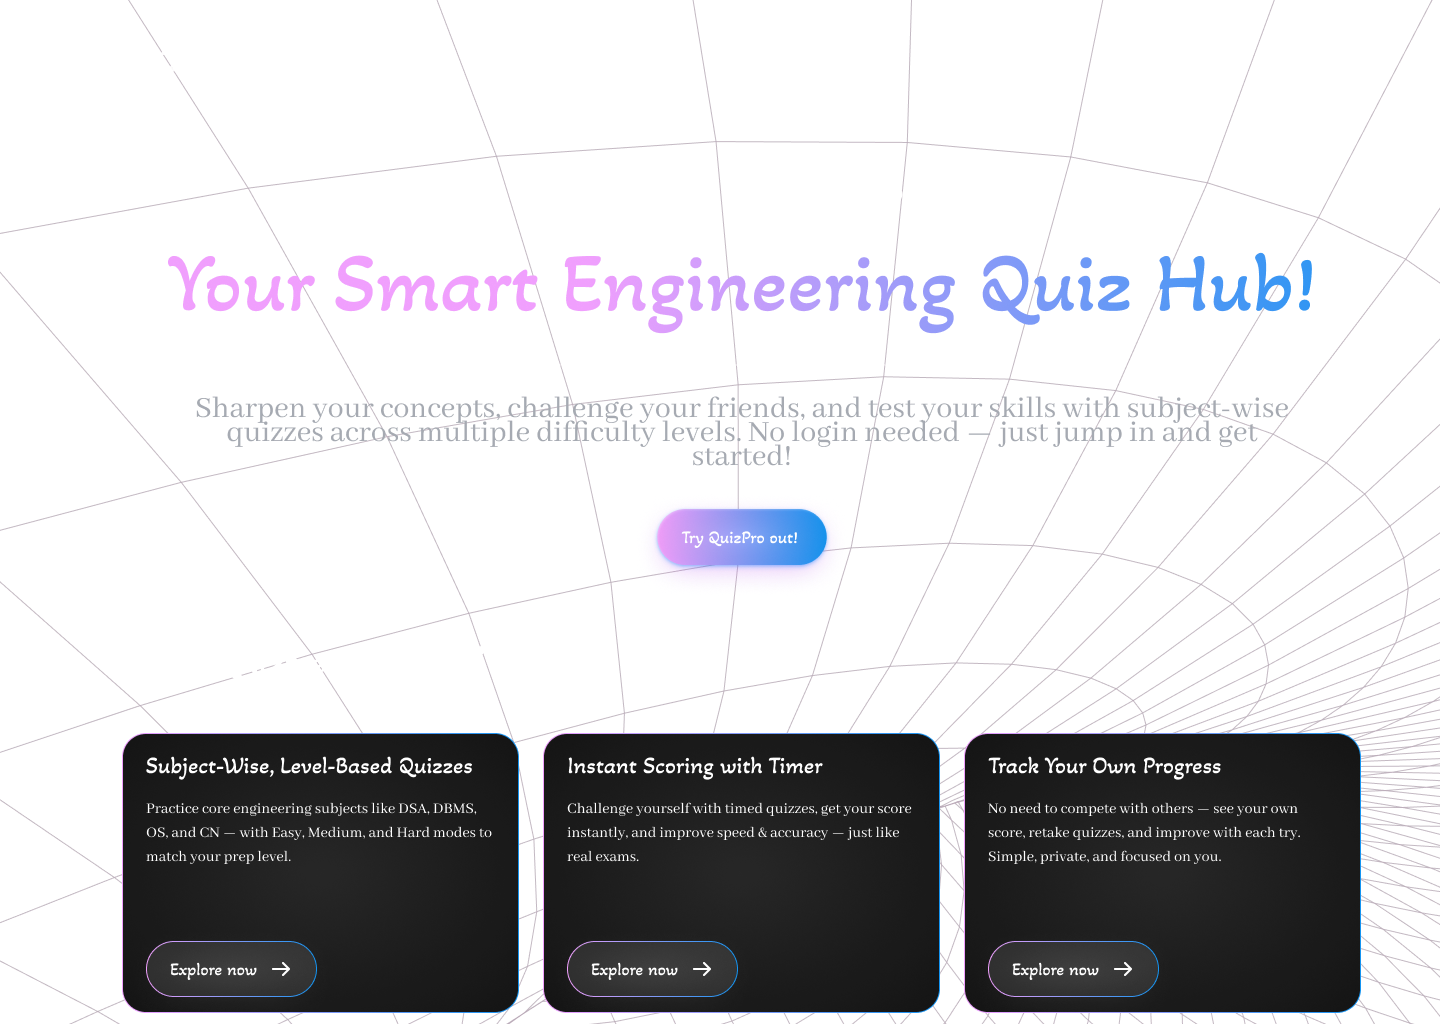 Your Smart Engineering Quiz Hub!
Sharpen your concepts, challenge your friends, and test your skills with subject-wise
quizzes across multiple difficulty levels. No login needed — just jump in and get
started!
Try QuizPro out!
Subject-Wise, Level-Based Quizzes
Practice core engineering subjects like DSA, DBMS,
OS, and CN — with Easy, Medium, and Hard modes to
match your prep level.
Explore now
Instant Scoring with Timer
Challenge yourself with timed quizzes, get your score
instantly, and improve speed & accuracy — just like
real exams.
Explore now
Track Your Own Progress
No need to compete with others — see your own
score, retake quizzes, and improve with each try.
Simple, private, and focused on you.
Explore now